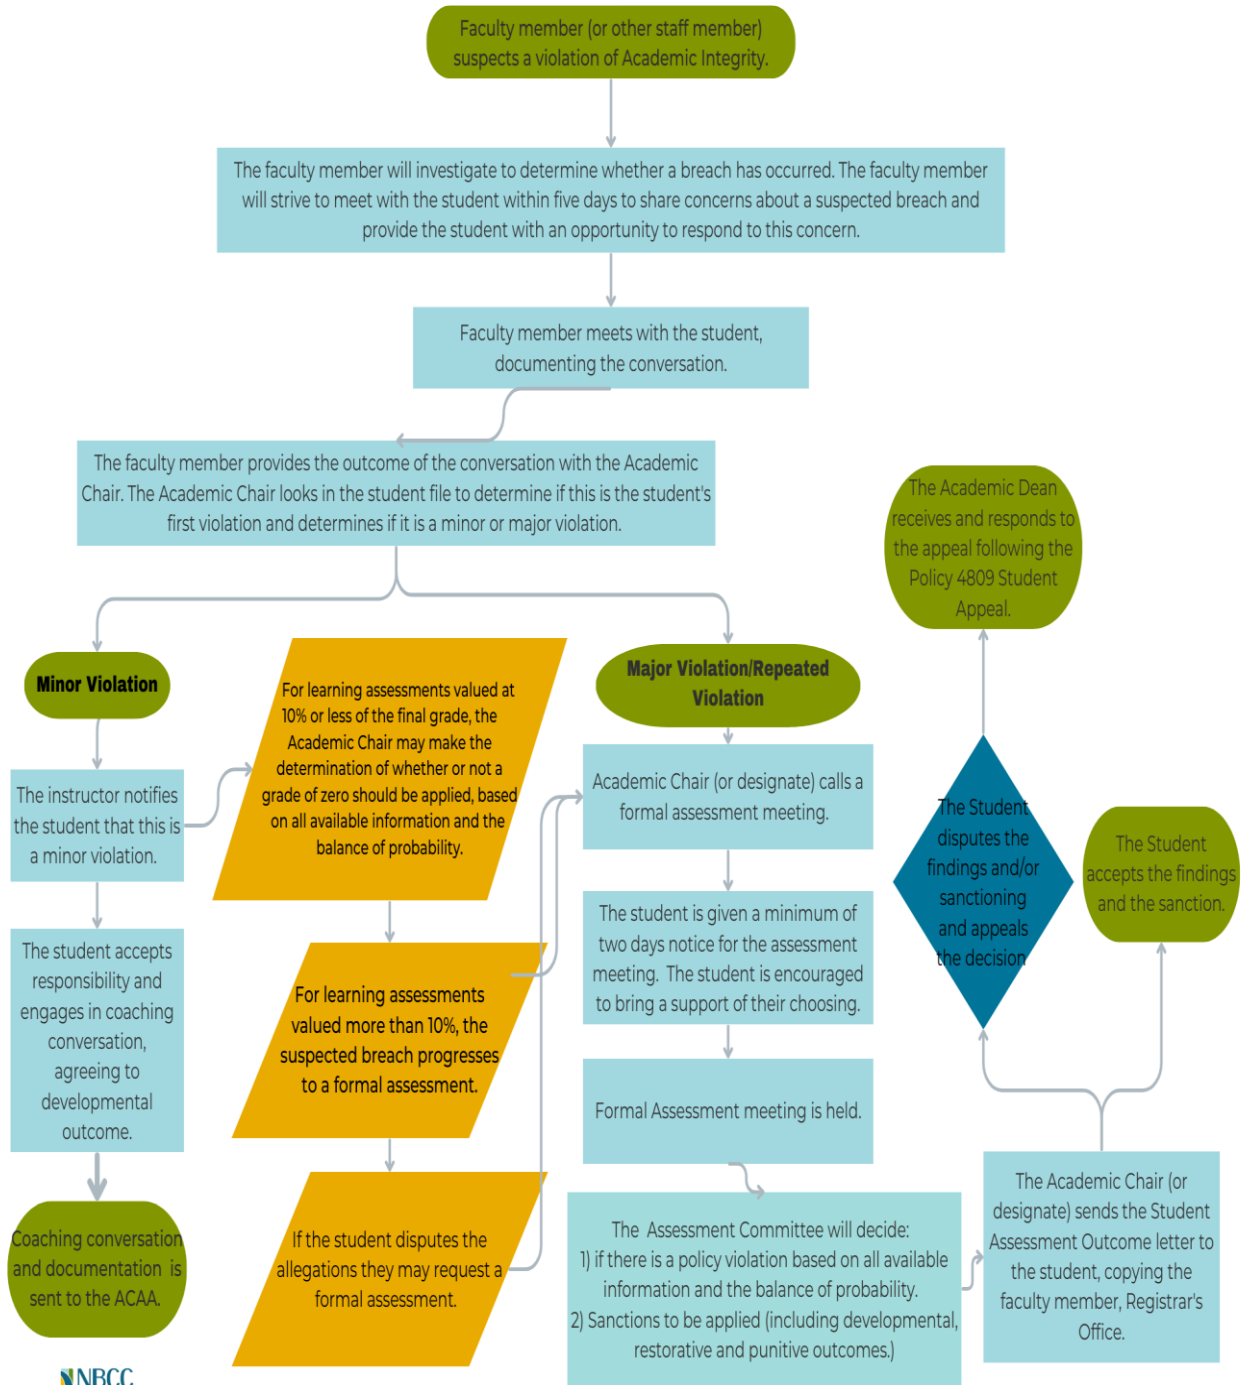 Faculty member (or other staff member)
suspects a violation of Academic Integrity.
The faculty member will investigate to determine whether a breach has occurred. The faculty member
will strive to meet with the student within five days to share concerns about a suspected breach and
provide the student with an opportunity to respond to this concern.
Faculty member meets with the student,
documenting the conversation.
The faculty member provides the outcome of the conversation with the Academic
Chair. The Academic Chair looks in the student file to determine if this is the student's
first violation and determines if it is a minor or major violation.
Minor Violation
The instructor notifies
the student that this is
a minor violation.
The student accepts
responsibility and
engages in coaching
conversation,
agreeing to
developmental
outcome.
Coaching conversation
and documentation is
sent to the ACAA.
For learning assessments valued at
10% or less of the final grade, the
Academic Chair may make the
determination of whether or not a
grade of zero should be applied, based
on all available information and the
balance of probability.
For learning assessments
valued more than 10%, the
suspected breach progresses
to a formal assessment.
If the student disputes the
allegations they may request a
formal assessment.
Major Violation/Repeated
Violation
Academic Chair (or designate) calls a
formal assessment meeting.
The student is given a minimum of
two days notice for the assessment
meeting. The student is encouraged
to bring a support of their choosing.
Formal Assessment meeting is held.
The Assessment Committee will decide:
1) if there is a policy violation based on all available
information and the balance of probability.
2) Sanctions to be applied (including developmental,
restorative and punitive outcomes.)
The Academic Chair (or
designate) sends the Student
Assessment Outcome letter to
the student, copying the
faculty member, Registrar's
Office.
The Student
disputes the
findings and/or
sanctioning
and appeals
the decision
The Student
accepts the findings
and the sanction.
The Academic Dean
receives and responds to
the appeal following the
Policy 4809 Student
Appeal.
NBCC